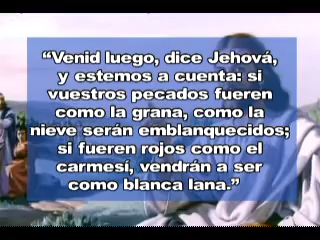 “Venid luego, dice Jehová,
y estemos a cuenta: si
vuestros pecados fueren
como la grana, como la
nieve serán emblanquecidos;
si fueren rojos como el
carmesí, vendrán a ser
como blanca lana.”